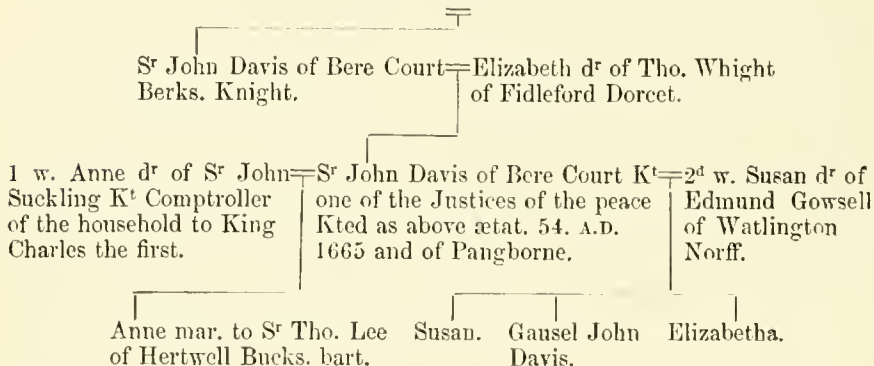 Sʳ John Davis of Bere Court Elizabeth dʳ of Tho. Whight
Berks. Knight. of Fidleford Dorcet.
1 w. Anne dʳ of Sʳ John
Suckling Kᵗ Comptroller
of the household to King
Charles the first.
Sʳ John Davis of Bere Court Kᵗ
one of the Justices of the peace
Kted as above ætat. 54. A.D.
1665 and of Pangborne.
2ᵈ w. Susan dʳ of
Edmund Gowsell
of Watlington
Norff.
Anne mar. to Sʳ Tho. Lee
of Hertwell Bucks. bart.
Susan.
Gausel John
Davis.
Elizabetha.